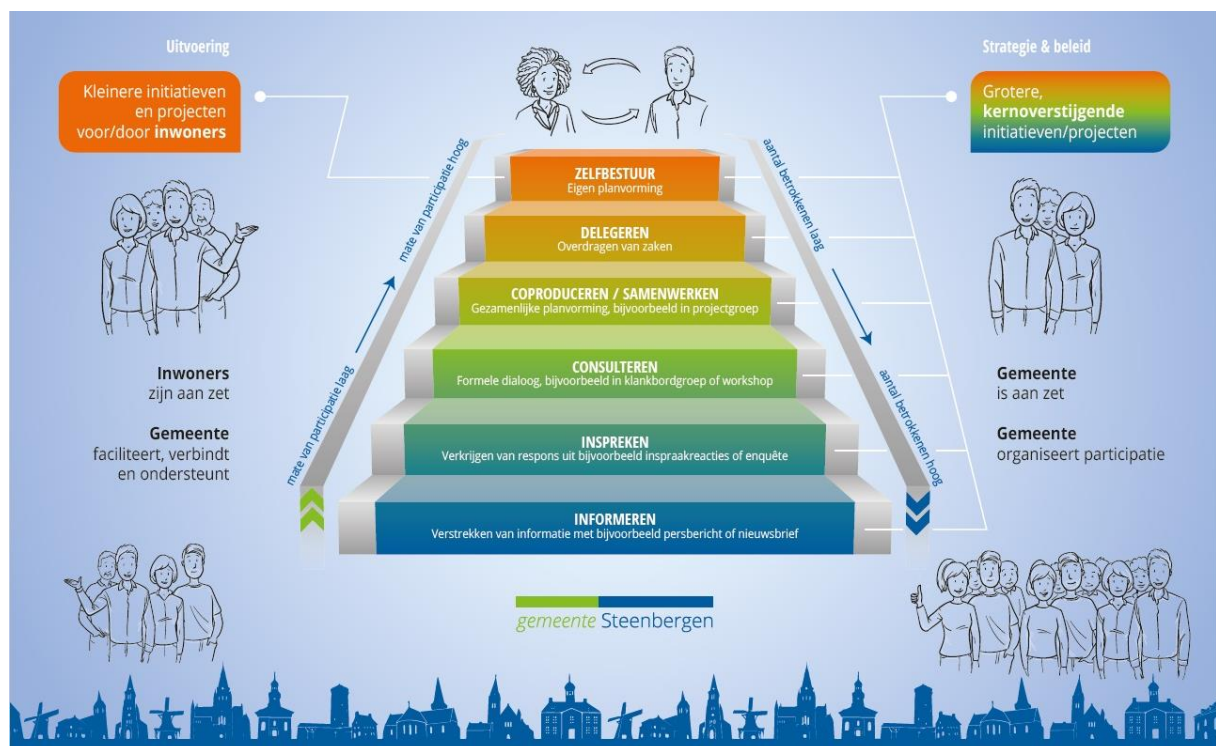 Uitvoering
Kleinere initiatieven
en projecten
voor/door inwoners
Inwoners
zijn aan zet
Gemeente
faciliteert, verbindt
en ondersteunt
mate van participatie hoog
mate van participatie laag
ZELFBESTUUR
Eigen planvorming
DELEGEREN
Overdragen van zaken
COPRODUCEREN / SAMENWERKEN
Gezamenlijke planvorming, bijvoorbeeld in projectgroep
CONSULTEREN
Formele dialoog, bijvoorbeeld in klankbordgroep of workshop
INSPREKEN
Verkrijgen van respons uit bijvoorbeeld inspraakreacties of enquête
INFORMEREN
Verstrekken van informatie met bijvoorbeeld persbericht of nieuwsbrief
aantal betrokkenen laag
aantal betrokkenen hoog
Strategie & beleid
Grotere,
kernoverstijgende
initiatieven/projecten
Gemeente
is aan zet
Gemeente
organiseert participatie
gemeente Steenbergen